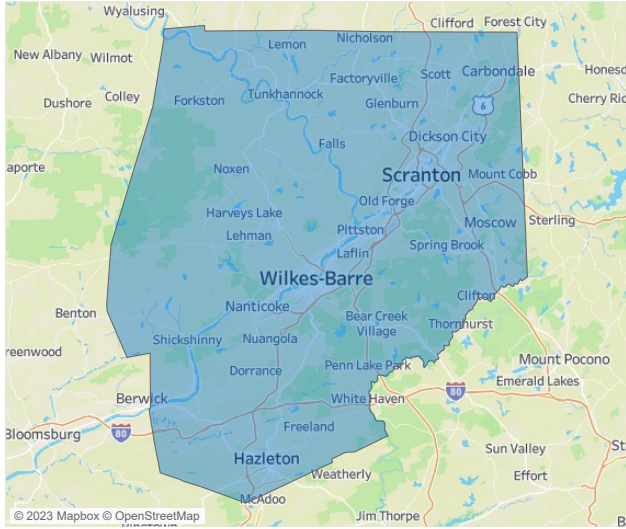 Wyalusing
Clifford
Forest City
Nicholson
Lemon
New Albany
Wilmot
Factoryville
Scott
Carbondale
Colley
Tunkhannock
Dushore
Forkston
Glenburn
6
Cherry Ric
Dickson City
Falls
aporte
Noxen
Scranton
Mount Cobb
Old Forge
Harveys Lake
Sterling
Moscow
Pittston
Lehman
Spring Brook
Laflin
Wilkes-Barre
Clifton
Nanticoke
Benton
Bear Creek
Village
Thornhurst
Shickshinny
Nuangola
reenwood
Mount Pocono
Penn Lake Park
Dorrance
Emerald Lakes
80
Berwick
White Haven
Freeland
Bloomsburg
80
Sun Valley
Hazleton
Weatherly
Effort
McAdoo
Jim Thorpe
© 2023 Mapbox © OpenStreetMap